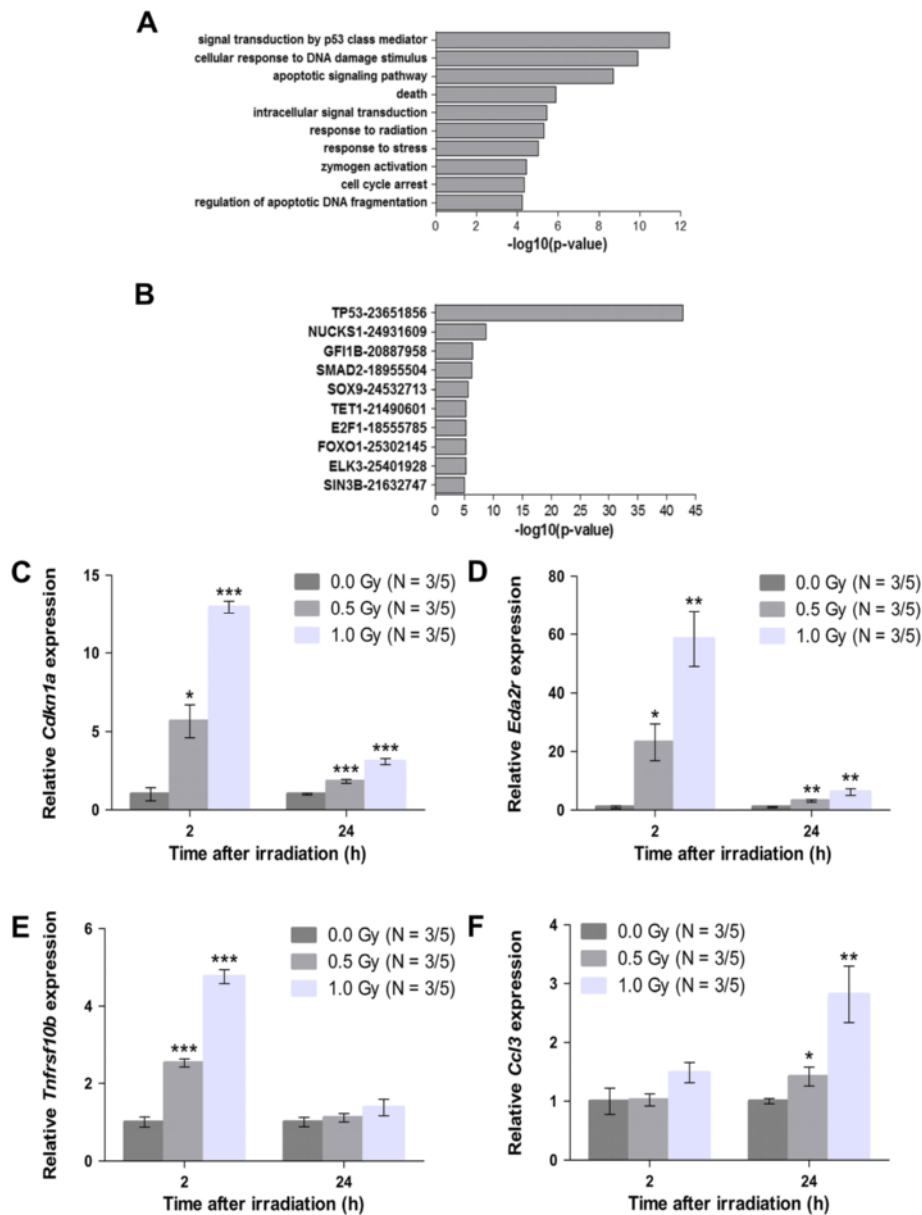 A
signal transduction by p53 class mediator
cellular response to DNA damage stimulus
apoptotic signaling pathway
death
intracellular signal transduction
response to radiation
response to stress
zymogen activation
cell cycle arrest
regulation of apoptotic DNA fragmentation
0 2 4 6 8 10 12
-log10(p-value)
B
TP53-23651856
NUCKS1-24931609
GFI1B-20887958
SMAD2-18955504
SOX9-24532713
TET1-21490601
E2F1-18555785
FOXO1-25302145
ELK3-25401928
SIN3B-21632747
0 5 10 15 20 25 30 35 40 45
-log10(p-value)
C
Relative Cdkn1a expression
15
10
5
0
0.0 Gy (N = 3/5)
0.5 Gy (N = 3/5)
1.0 Gy (N = 3/5)
* *** *** ***
2 24
Time after irradiation (h)
D
Relative Eda2r expression
80
60
40
20
0
0.0 Gy (N = 3/5)
0.5 Gy (N = 3/5)
1.0 Gy (N = 3/5)
* ** ** **
2 24
Time after irradiation (h)
E
Relative Tnfrsf10b expression
6
4
2
0
0.0 Gy (N = 3/5)
0.5 Gy (N = 3/5)
1.0 Gy (N = 3/5)
*** ***
2 24
Time after irradiation (h)
F
Relative Ccl3 expression
4
3
2
1
0
0.0 Gy (N = 3/5)
0.5 Gy (N = 3/5)
1.0 Gy (N = 3/5)
* **
2 24
Time after irradiation (h)